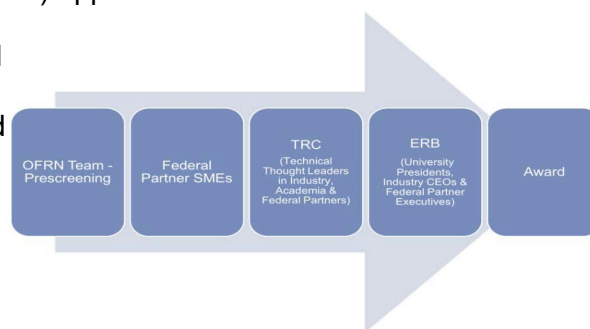 OFRN Team -
Prescreening
Federal
Partner SMEs
TRC
(Technical
Thought Leaders
in Industry,
Academia &
Federal Partners)
ERB
(University
Presidents,
Industry CEOs &
Federal Partner
Executives)
Award